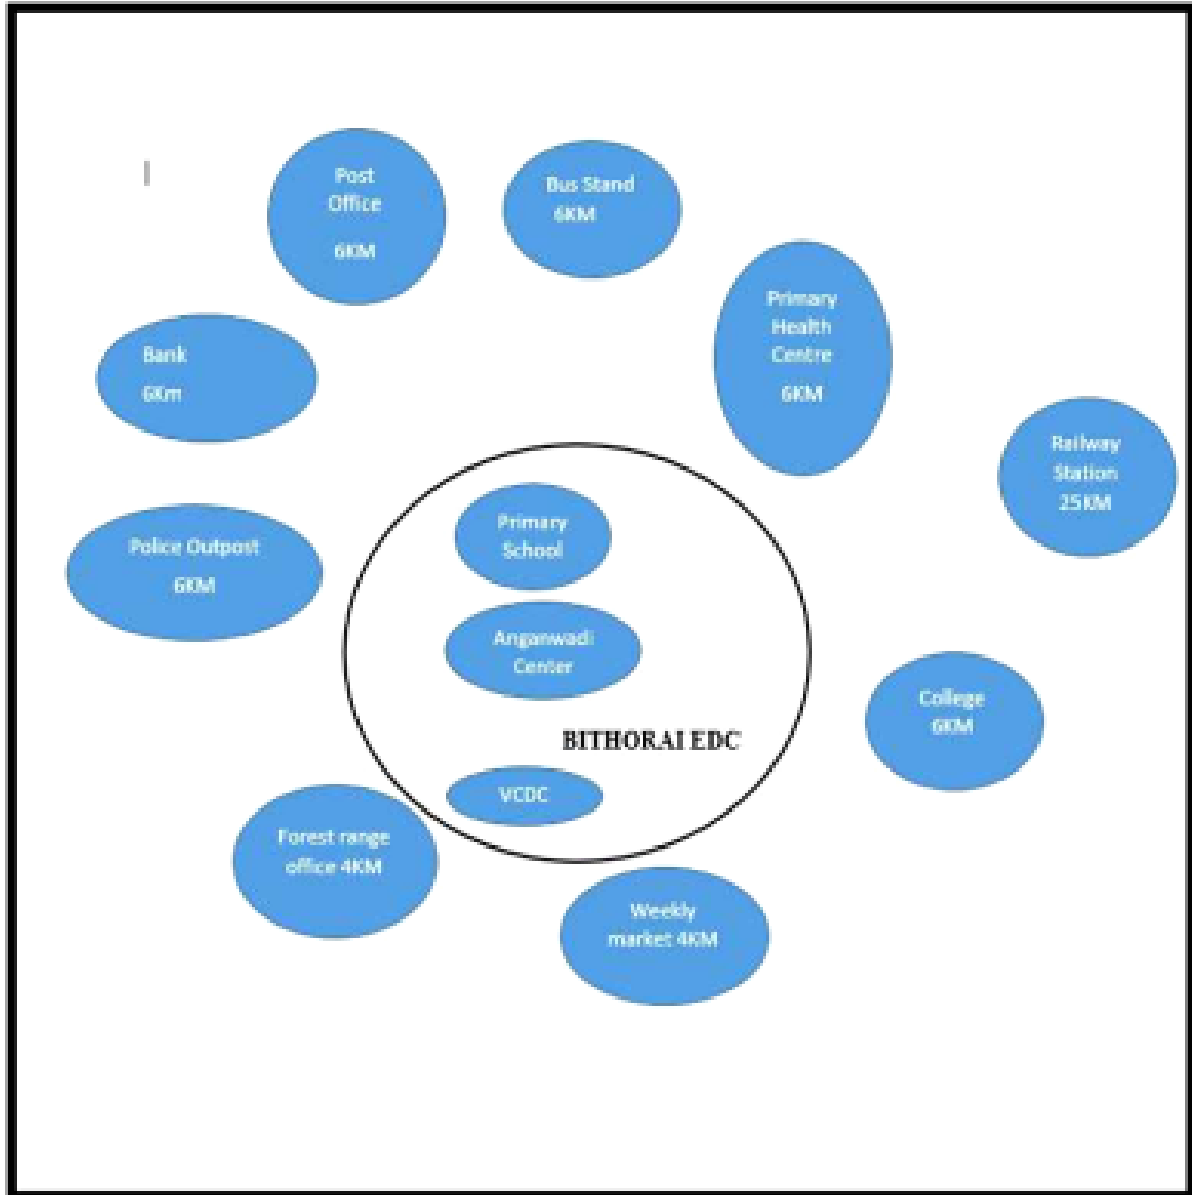 Post
Office
6KM
Bus Stand
6KM
Primary
Health
Centre
6KM
Bank
6Km
Railway
Station
25KM
Primary
School
Police Outpost
6KM
Anganwadi
Center
College
6KM
BITHORAI EDC
VCDC
Forest range
office 4KM
Weekly
market 4KM